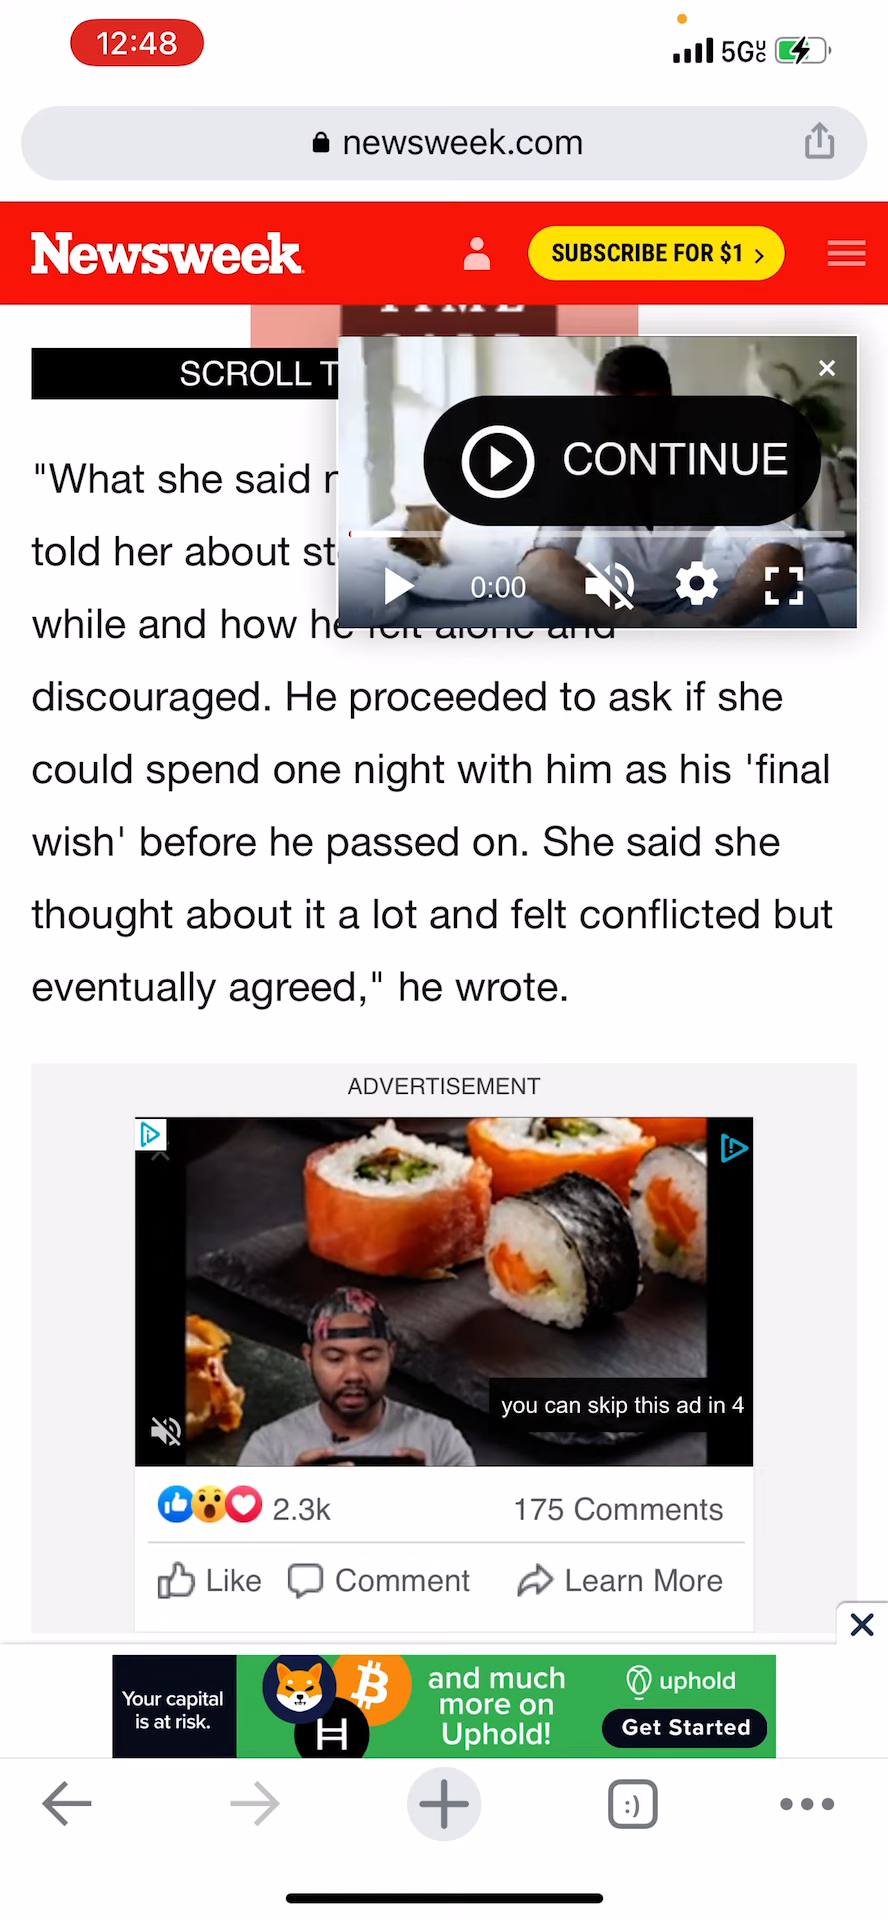 12:48
5G UC
newsweek.com
Newsweek
SUBSCRIBE FOR $1 >
SCROLL T
CONTINUE
0:00
"What she said
told her about
while and how he felt alone and
discouraged. He proceeded to ask if she
could spend one night with him as his 'final
wish' before he passed on. She said she
thought about it a lot and felt conflicted but
eventually agreed," he wrote.
ADVERTISEMENT
you can skip this ad in 4
2.3k
175 Comments
Like
Comment
Learn More
Your capital
is at risk.
and much
more on
Uphold!
uphold
Get Started
:)